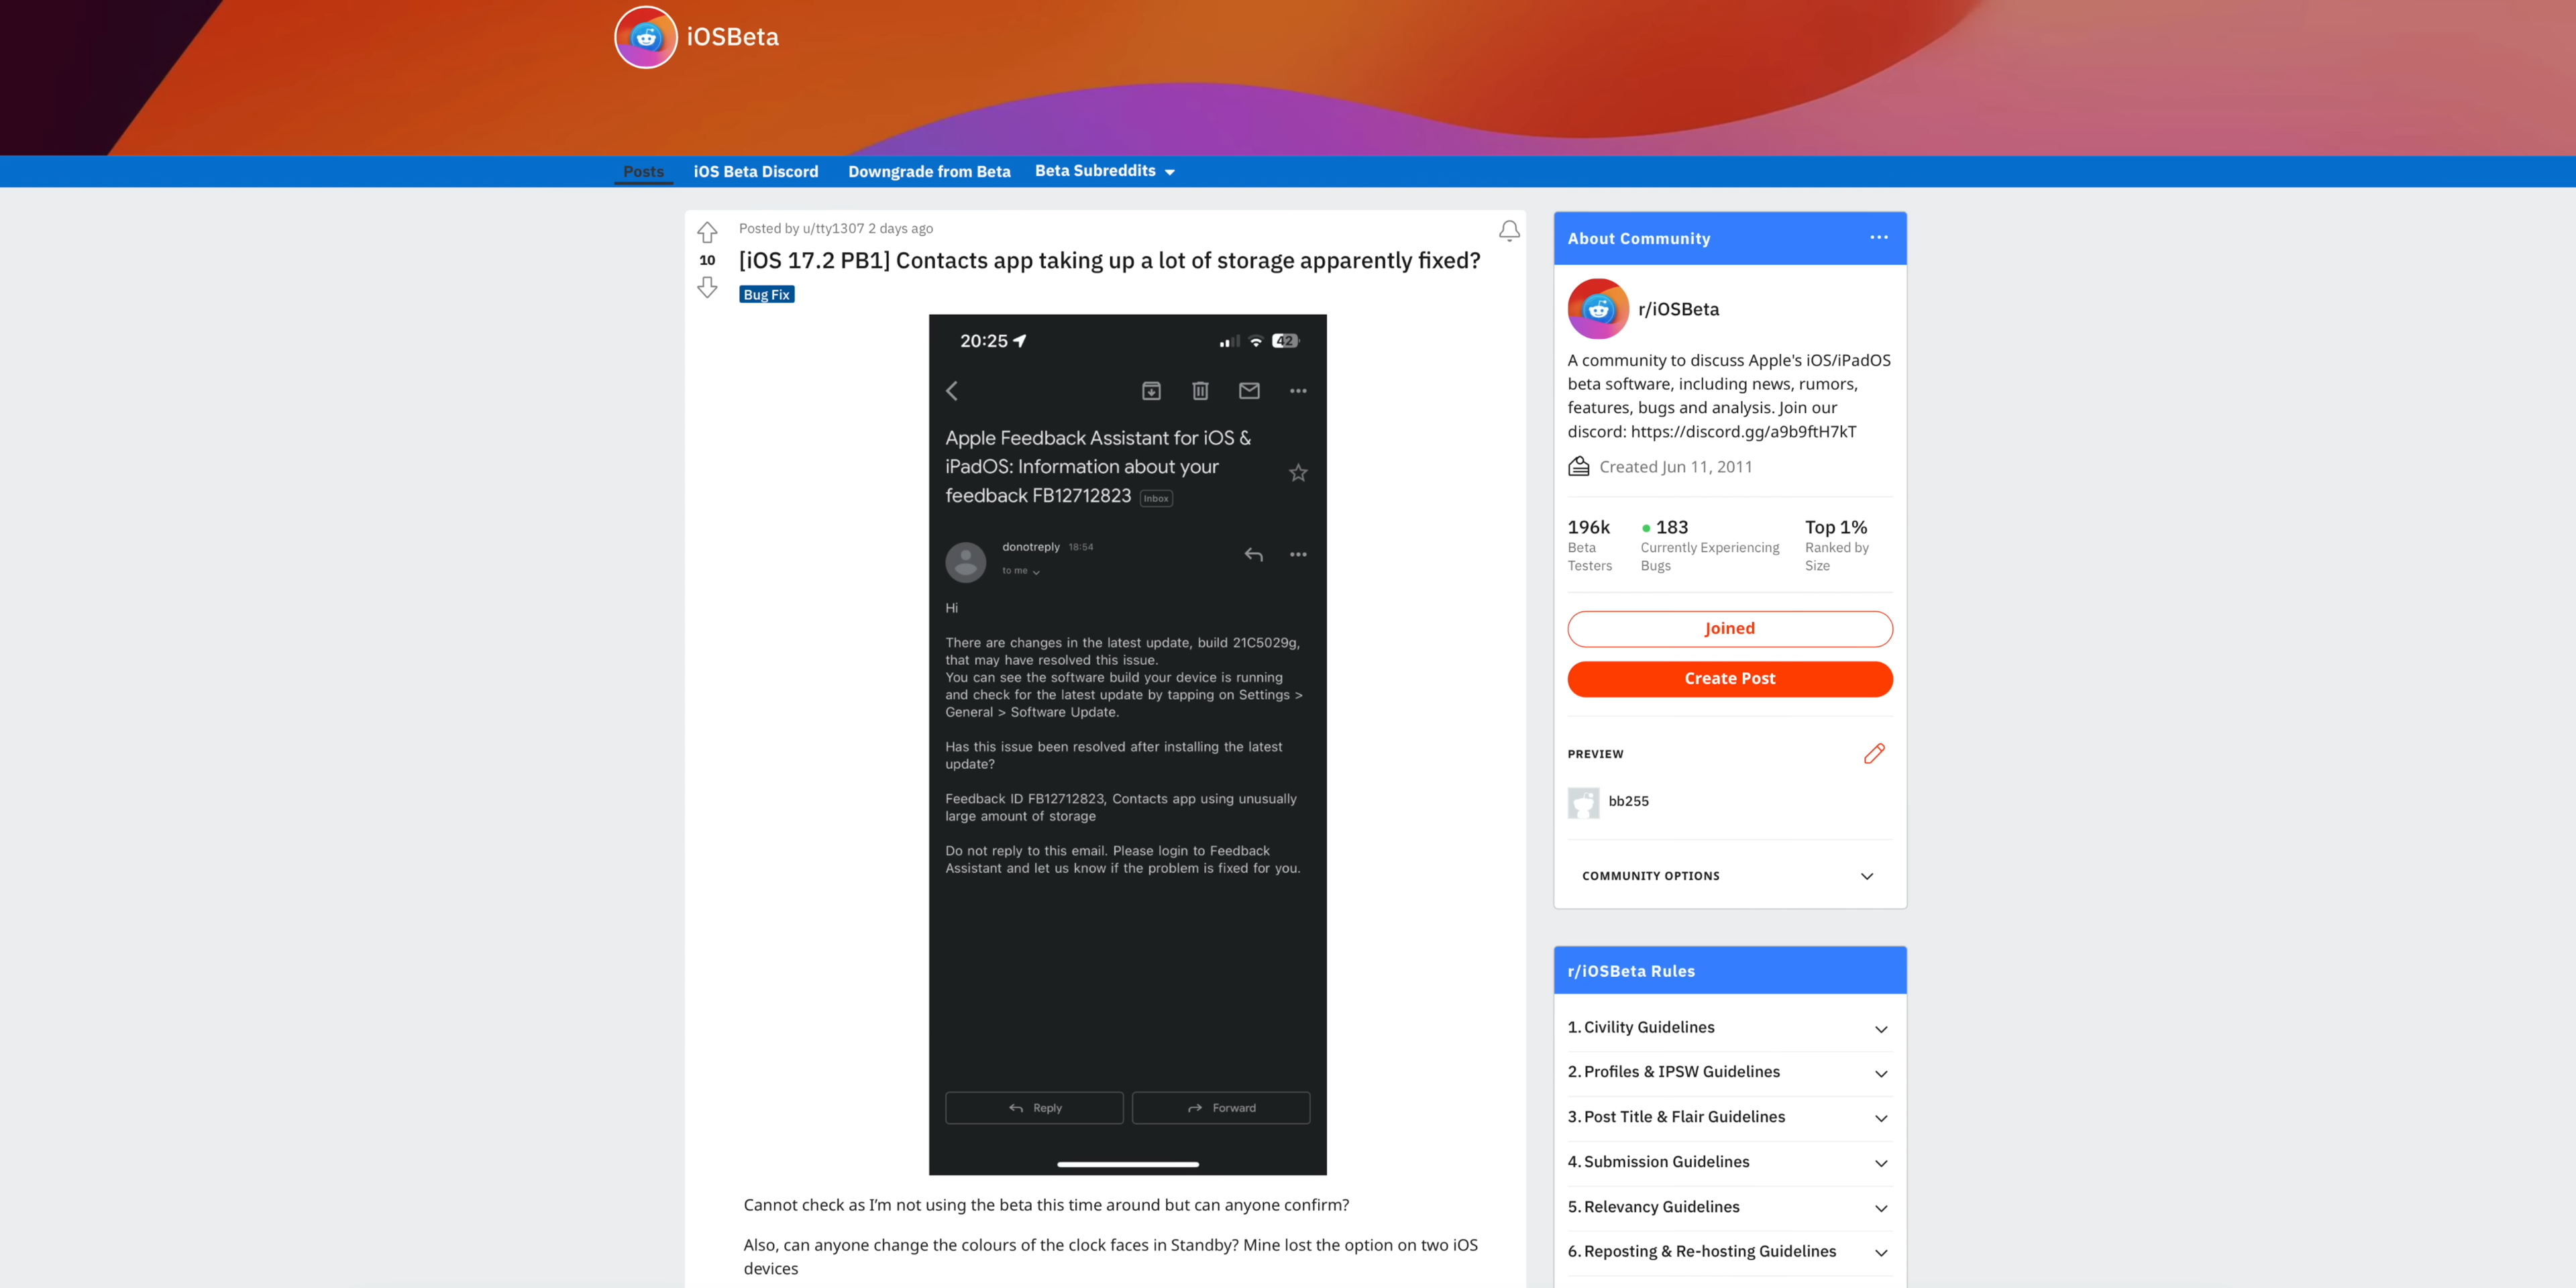 iOSBeta
Posts
iOS Beta Discord
Downgrade from Beta
Beta Subreddits
Posted by u/tty1307 2 days ago
10
[iOS 17.2 PB1] Contacts app taking up a lot of storage apparently fixed?
Bug Fix
20:25
42
Apple Feedback Assistant for iOS &
iPadOS: Information about your
feedback FB12712823 Inbox
donotreply 18:54
to me
Hi
There are changes in the latest update, build 21C5029g,
that may have resolved this issue.
You can see the software build your device is running
and check for the latest update by tapping on Settings >
General > Software Update.
Has this issue been resolved after installing the latest
update?
Feedback ID FB12712823, Contacts app using unusually
large amount of storage
Do not reply to this email. Please login to Feedback
Assistant and let us know if the problem is fixed for you.
Reply
Forward
Cannot check as I'm not using the beta this time around but can anyone confirm?
Also, can anyone change the colours of the clock faces in Standby? Mine lost the option on two iOS
devices
About Community
r/iOSBeta
A community to discuss Apple's iOS/iPadOS
beta software, including news, rumors,
features, bugs and analysis. Join our
discord: https://discord.gg/a9b9ftH7kT
Created Jun 11, 2011
196k
Beta
Testers
183
Currently Experiencing
Bugs
Top 1%
Ranked by
Size
Joined
Create Post
PREVIEW
bb255
COMMUNITY OPTIONS
r/iOSBeta Rules
1. Civility Guidelines
2. Profiles & IPSW Guidelines
3. Post Title & Flair Guidelines
4. Submission Guidelines
5. Relevancy Guidelines
6. Reposting & Re-hosting Guidelines